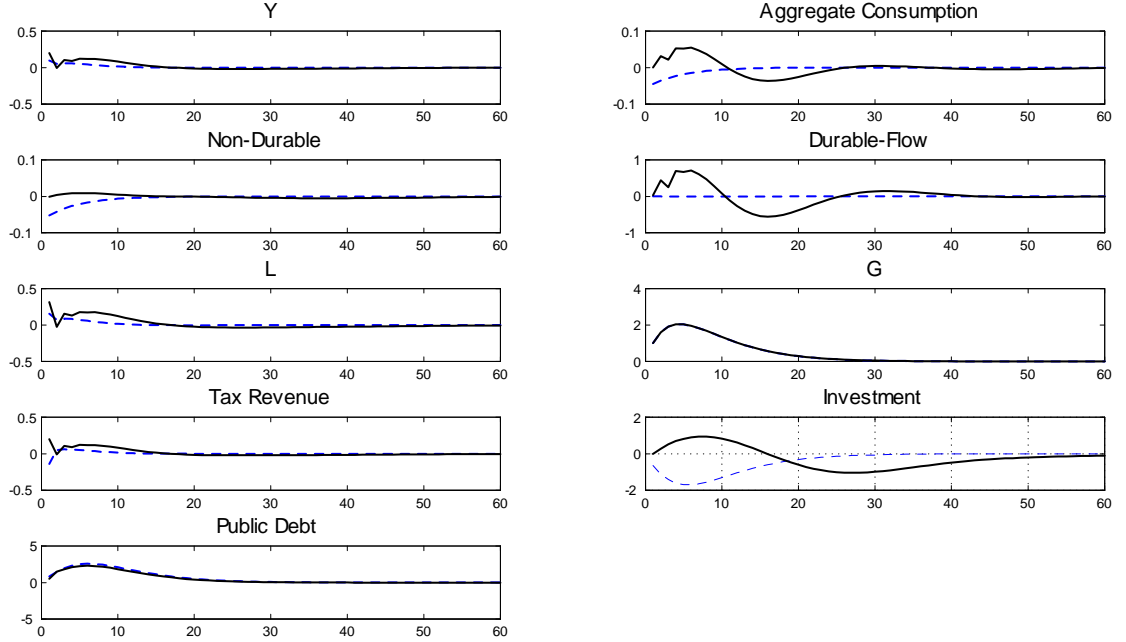 Y
0.5
0
-0.5
0 10 20 30 40 50 60
Aggregate Consumption
0.1
0
-0.1
0 10 20 30 40 50 60
Non-Durable
0.1
0
-0.1
0 10 20 30 40 50 60
Durable-Flow
1
0
-1
0 10 20 30 40 50 60
L
0.5
0
-0.5
0 10 20 30 40 50 60
G
4
2
0
0 10 20 30 40 50 60
Tax Revenue
0.5
0
-0.5
0 10 20 30 40 50 60
Investment
2
0
-2
0 10 20 30 40 50 60
Public Debt
5
0
-5
0 10 20 30 40 50 60